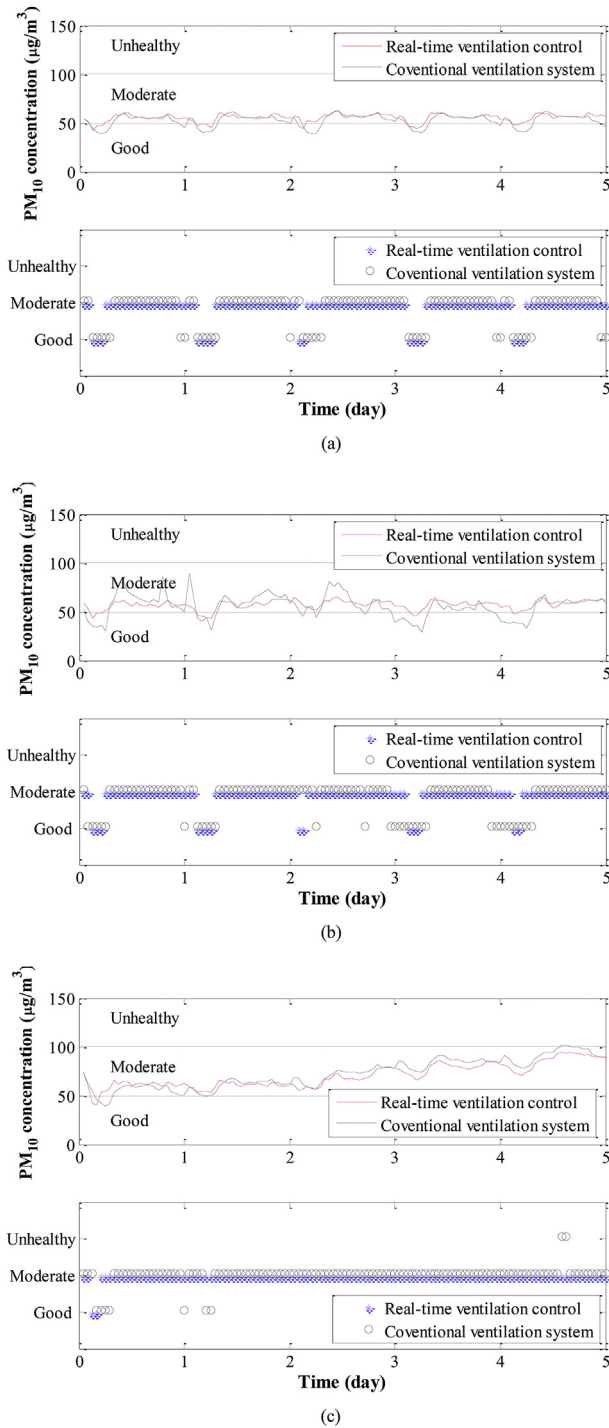 PM10 concentration (μg/m3)
150
100
50
0
Unhealthy
Moderate
Good
Real-time ventilation control
Coventional ventilation system
0 1 2 3 4 5
Unhealthy
Moderate
Good
Real-time ventilation control
Coventional ventilation system
0 1 2 3 4 5
Time (day)
(a)
PM10 concentration (μg/m3)
150
100
50
0
Unhealthy
Moderate
Good
Real-time ventilation control
Coventional ventilation system
0 1 2 3 4 5
Unhealthy
Moderate
Good
Real-time ventilation control
Coventional ventilation system
0 1 2 3 4 5
Time (day)
(b)
PM10 concentration (μg/m3)
150
100
50
0
Unhealthy
Moderate
Good
Real-time ventilation control
Coventional ventilation system
0 1 2 3 4 5
Unhealthy
Moderate
Good
Real-time ventilation control
Coventional ventilation system
0 1 2 3 4 5
Time (day)
(c)